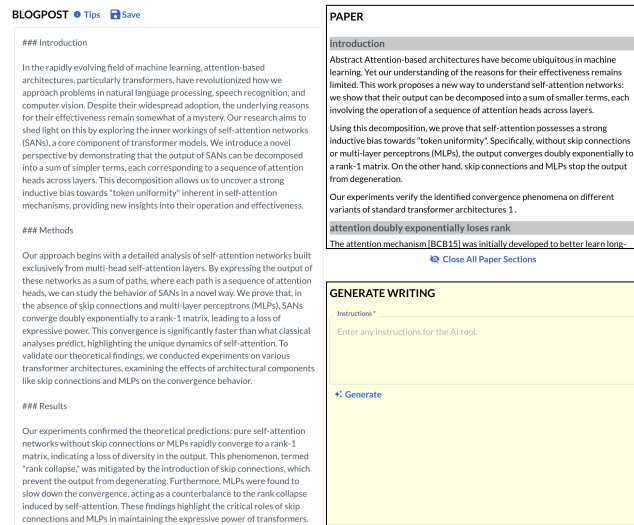 BLOGPOST Tips Save
### Introduction
In the rapidly evolving field of machine learning, attention-based
architectures, particularly transformers, have revolutionized how we
approach problems in natural language processing, speech recognition, and
computer vision. Despite their widespread adoption, the underlying reasons
for their effectiveness remain somewhat of a mystery. Our research aims to
shed light on this by exploring the inner workings of self-attention networks
(SANs), a core component of transformer models. We introduce a novel
perspective by demonstrating that the output of SANs can be decomposed
into a sum of simpler terms, each corresponding to a sequence of attention
heads across layers. This decomposition allows us to uncover a strong
inductive bias towards "token uniformity" inherent in self-attention
mechanisms, providing new insights into their operation and effectiveness.
### Methods
Our approach begins with a detailed analysis of self-attention networks built
exclusively from multi-head self-attention layers. By expressing the output of
these networks as a sum of paths, where each path is a sequence of attention
heads, we can study the behavior of SANs in a novel way. We prove that, in
the absence of skip connections and multi-layer perceptrons (MLPs), SANs
converge doubly exponentially to a rank-1 matrix, leading to a loss of
expressive power. This convergence is significantly faster than what classical
analyses predict, highlighting the unique dynamics of self-attention. To
validate our theoretical findings, we conducted experiments on various
transformer architectures, examining the effects of architectural components
like skip connections and MLPs on the convergence behavior.
### Results
Our experiments confirmed the theoretical predictions: pure self-attention
networks without skip connections or MLPs rapidly converge to a rank-1
matrix, indicating a loss of diversity in the output. This phenomenon, termed
"rank collapse," was mitigated by the introduction of skip connections, which
prevent the output from degenerating. Furthermore, MLPs were found to
slow down the convergence, acting as a counterbalance to the rank collapse
induced by self-attention. These findings highlight the critical roles of skip
connections and MLPs in maintaining the expressive power of transformers.
PAPER
introduction
Abstract Attention-based architectures have become ubiquitous in machine
learning. Yet our understanding of the reasons for their effectiveness remains
limited. This work proposes a new way to understand self-attention networks:
we show that their output can be decomposed into a sum of smaller terms, each
involving the operation of a sequence of attention heads across layers.
Using this decomposition, we prove that self-attention possesses a strong
inductive bias towards "token uniformity". Specifically, without skip connections
or multi-layer perceptrons (MLPs), the output converges doubly exponentially to
a rank-1 matrix. On the other hand, skip connections and MLPs stop the output
from degeneration.
Our experiments verify the identified convergence phenomena on different
variants of standard transformer architectures 1 .
attention doubly exponentially loses rank
The attention mechanism [BCB15] was initially developed to better learn long-
Close All Paper Sections
GENERATE WRITING
Instructions *
Enter any instructions for the AI tool.
Generate